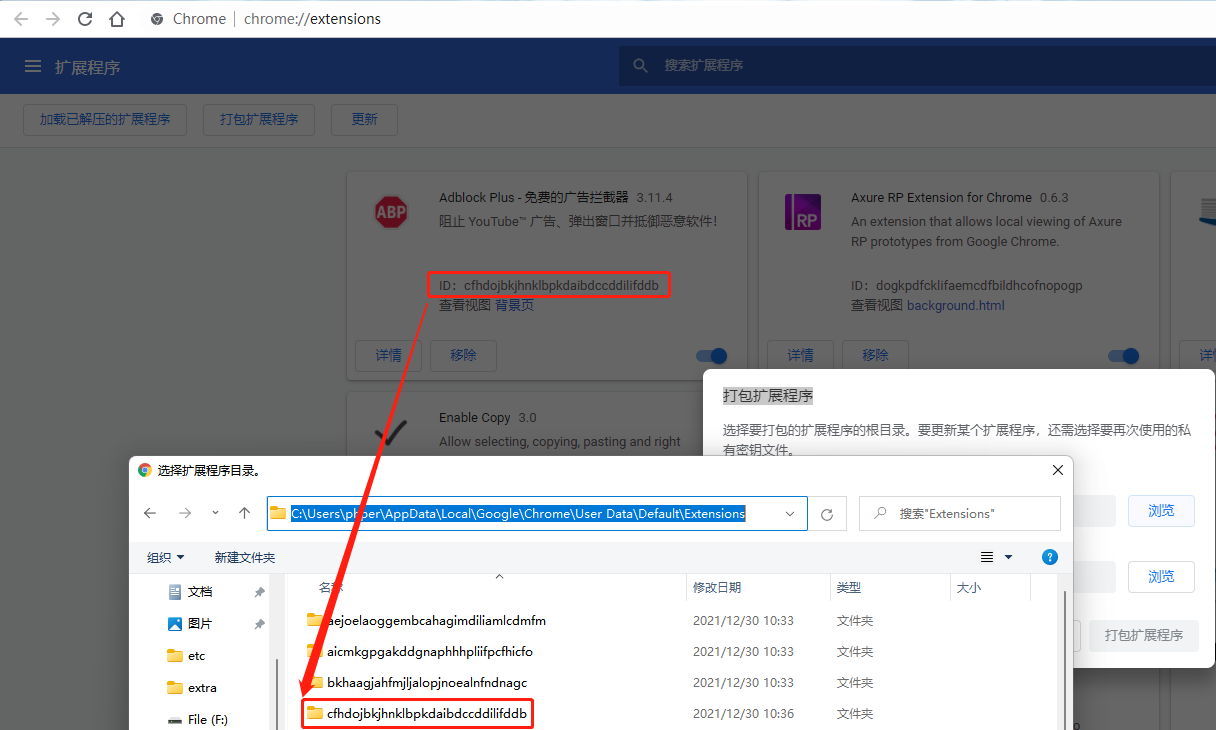 Chrome | chrome://extensions
扩展程序
搜索扩展程序
加载已解压的扩展程序
打包扩展程序
更新
ABP
Adblock Plus - 免费的广告拦截器 3.11.4
阻止 YouTube™ 广告、弹出窗口并抵御恶意软件!
ID：cfhdojbkjhnklbpkdaibdccddilifddb
查看视图 背景页
详情
移除
RP
Axure RP Extension for Chrome 0.6.3
An extension that allows local viewing of Axure
RP prototypes from Google Chrome.
ID：dogkpdfcklifaemcdfbildhcofnopogp
查看视图 background.html
详情
移除
Enable Copy 3.0
Allow selecting, copying, pasting and right
打包扩展程序
选择要打包的扩展程序的根目录。要更新某个扩展程序，还需选择要再次使用的私
有密钥文件。
浏览
浏览
打包扩展程序
选择扩展程序目录。
C:\Users\phper\AppData\Local\Google\Chrome\User Data\Default\Extensions
搜索"Extensions"
组织
新建文件夹
文档
图片
etc
extra
File (F:)
名称
修改日期
类型
大小
aejoelaoggembcahagimdiliamlcdmfm 2021/12/30 10:33 文件夹
aicmkgpgakddgnaphhhpliifpcfhicfo 2021/12/30 10:33 文件夹
bkhaagjahfmjljalopjnoealnfndnagc 2021/12/30 10:33 文件夹
cfhdojbkjhnklbpkdaibdccddilifddb 2021/12/30 10:36 文件夹